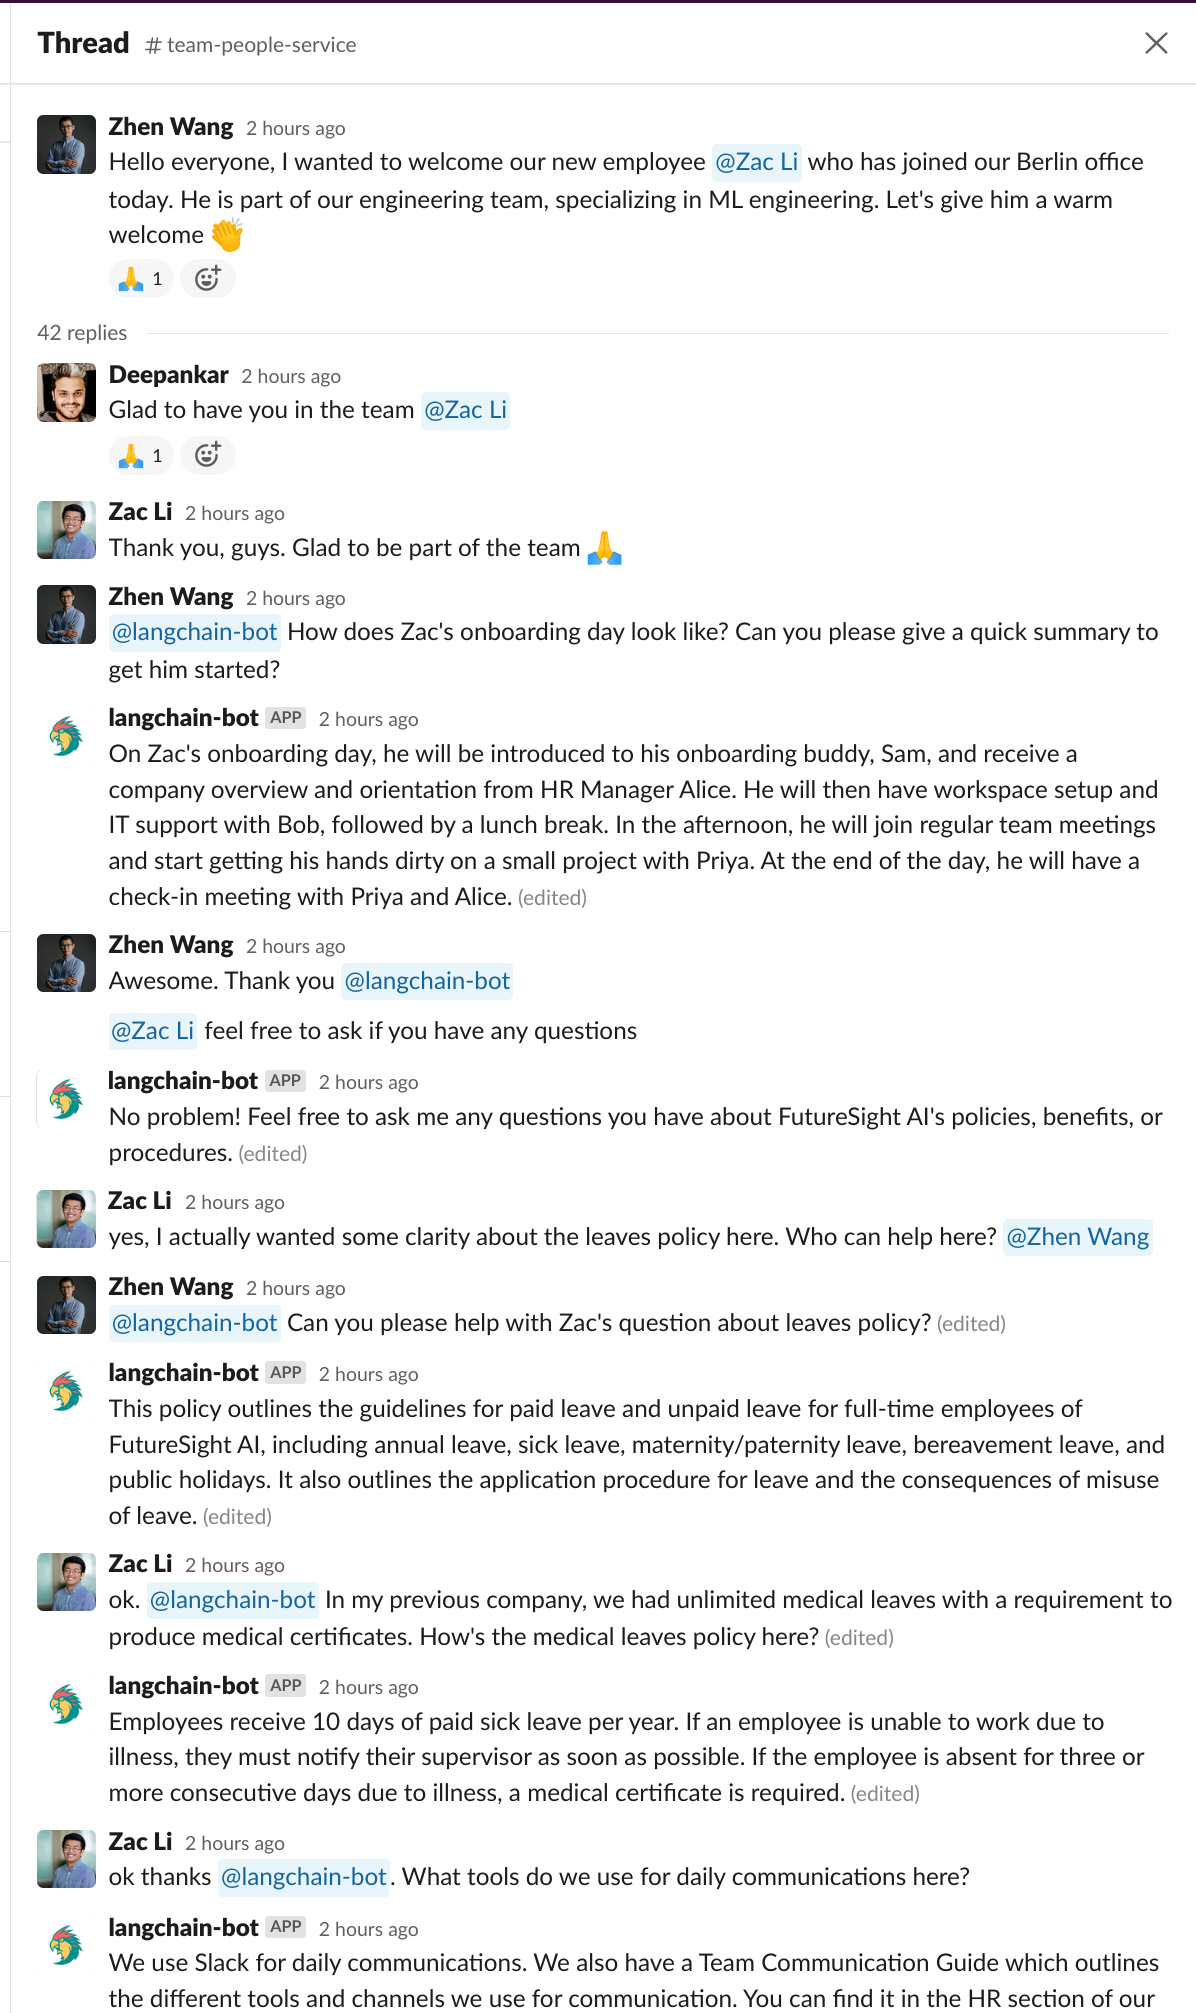 Thread # team-people-service
Zhen Wang 2 hours ago
Hello everyone, I wanted to welcome our new employee @Zac Li who has joined our Berlin office
today. He is part of our engineering team, specializing in ML engineering. Let's give him a warm
welcome 👏
🙏 1
42 replies
Deepankar 2 hours ago
Glad to have you in the team @Zac Li
🙏 1
Zac Li 2 hours ago
Thank you, guys. Glad to be part of the team 🙏
Zhen Wang 2 hours ago
@langchain-bot How does Zac's onboarding day look like? Can you please give a quick summary to
get him started?
langchain-bot APP 2 hours ago
On Zac's onboarding day, he will be introduced to his onboarding buddy, Sam, and receive a
company overview and orientation from HR Manager Alice. He will then have workspace setup and
IT support with Bob, followed by a lunch break. In the afternoon, he will join regular team meetings
and start getting his hands dirty on a small project with Priya. At the end of the day, he will have a
check-in meeting with Priya and Alice. (edited)
Zhen Wang 2 hours ago
Awesome. Thank you @langchain-bot
@Zac Li feel free to ask if you have any questions
langchain-bot APP 2 hours ago
No problem! Feel free to ask me any questions you have about FutureSight AI's policies, benefits, or
procedures. (edited)
Zac Li 2 hours ago
yes, I actually wanted some clarity about the leaves policy here. Who can help here? @Zhen Wang
Zhen Wang 2 hours ago
@langchain-bot Can you please help with Zac's question about leaves policy? (edited)
langchain-bot APP 2 hours ago
This policy outlines the guidelines for paid leave and unpaid leave for full-time employees of
FutureSight AI, including annual leave, sick leave, maternity/paternity leave, bereavement leave, and
public holidays. It also outlines the application procedure for leave and the consequences of misuse
of leave. (edited)
Zac Li 2 hours ago
ok. @langchain-bot In my previous company, we had unlimited medical leaves with a requirement to
produce medical certificates. How's the medical leaves policy here? (edited)
langchain-bot APP 2 hours ago
Employees receive 10 days of paid sick leave per year. If an employee is unable to work due to
illness, they must notify their supervisor as soon as possible. If the employee is absent for three or
more consecutive days due to illness, a medical certificate is required. (edited)
Zac Li 2 hours ago
ok thanks @langchain-bot. What tools do we use for daily communications here?
langchain-bot APP 2 hours ago
We use Slack for daily communications. We also have a Team Communication Guide which outlines
the different tools and channels we use for communication. You can find it in the HR section of our